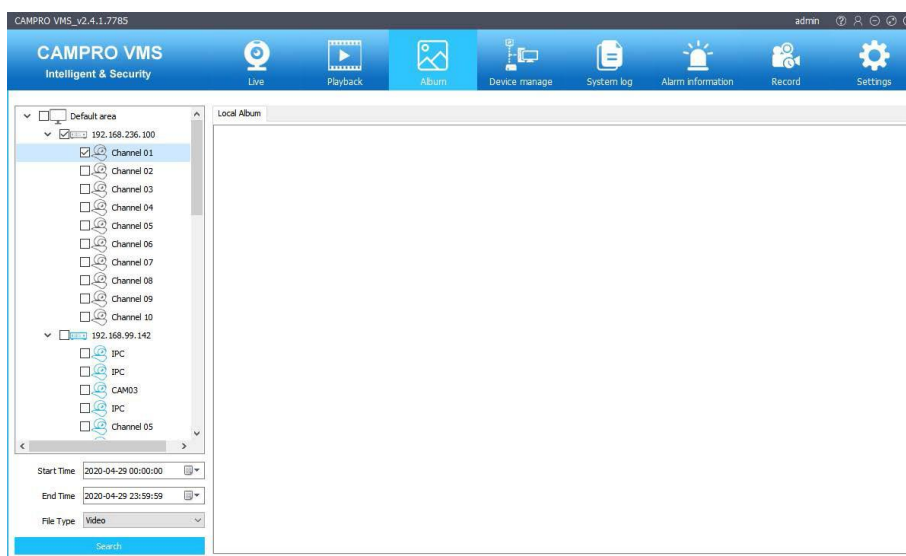 CAMPRO VMS_v2.4.1.7785
admin
CAMPRO VMS
Intelligent & Security
Live
Playback
Album
Device manage
System log
Alarm information
Record
Settings
Default area
192.168.236.100
Channel 01
Channel 02
Channel 03
Channel 04
Channel 05
Channel 06
Channel 07
Channel 08
Channel 09
Channel 10
192.168.99.142
IPC
IPC
CAM03
IPC
Channel 05
Local Album
Start Time 2020-04-29 00:00:00
End Time 2020-04-29 23:59:59
File Type Video
Search